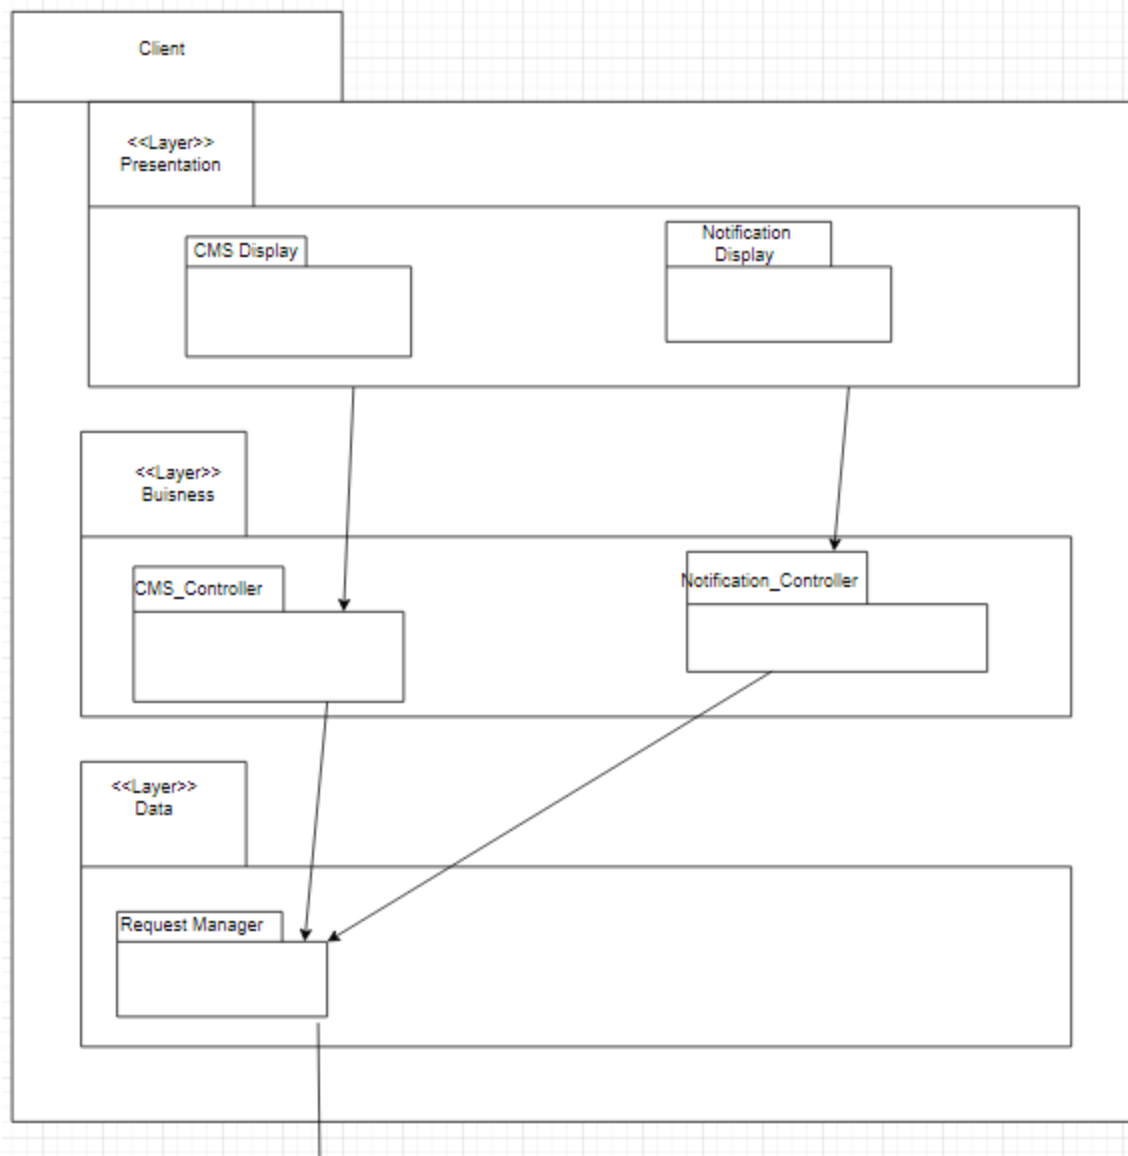 Client
<<Layer>>
Presentation
CMS Display
Notification
Display
<<Layer>>
Buisness
CMS_Controller
Notification_Controller
<<Layer>>
Data
Request Manager